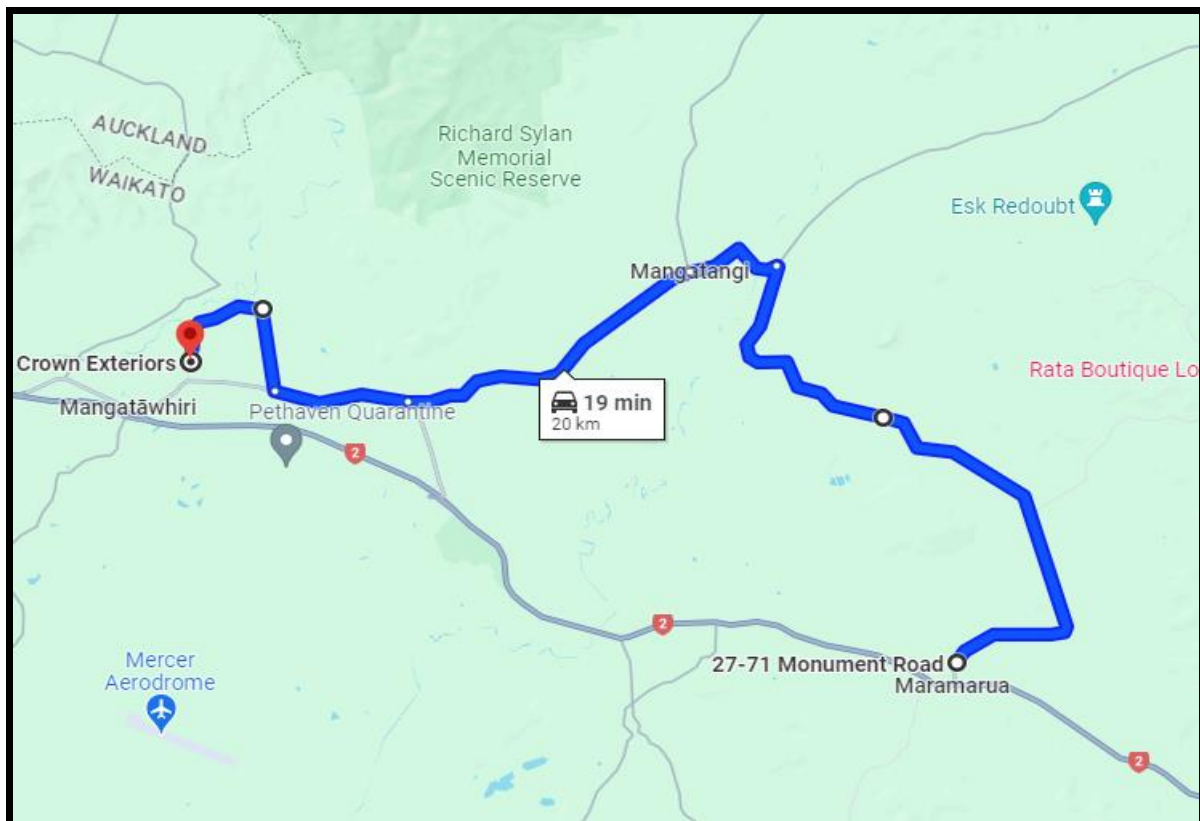 AUCKLAND
WAIKATO
Richard Sylan
Memorial
Scenic Reserve
Esk Redoubt
Mangatangi
Crown Exteriors
Rata Boutique Lo
Mangatāwhiri
Pethaven Quarantine
19 min
20 km
2
2
27-71 Monument Road
Maramarua
Mercer
Aerodrome
2